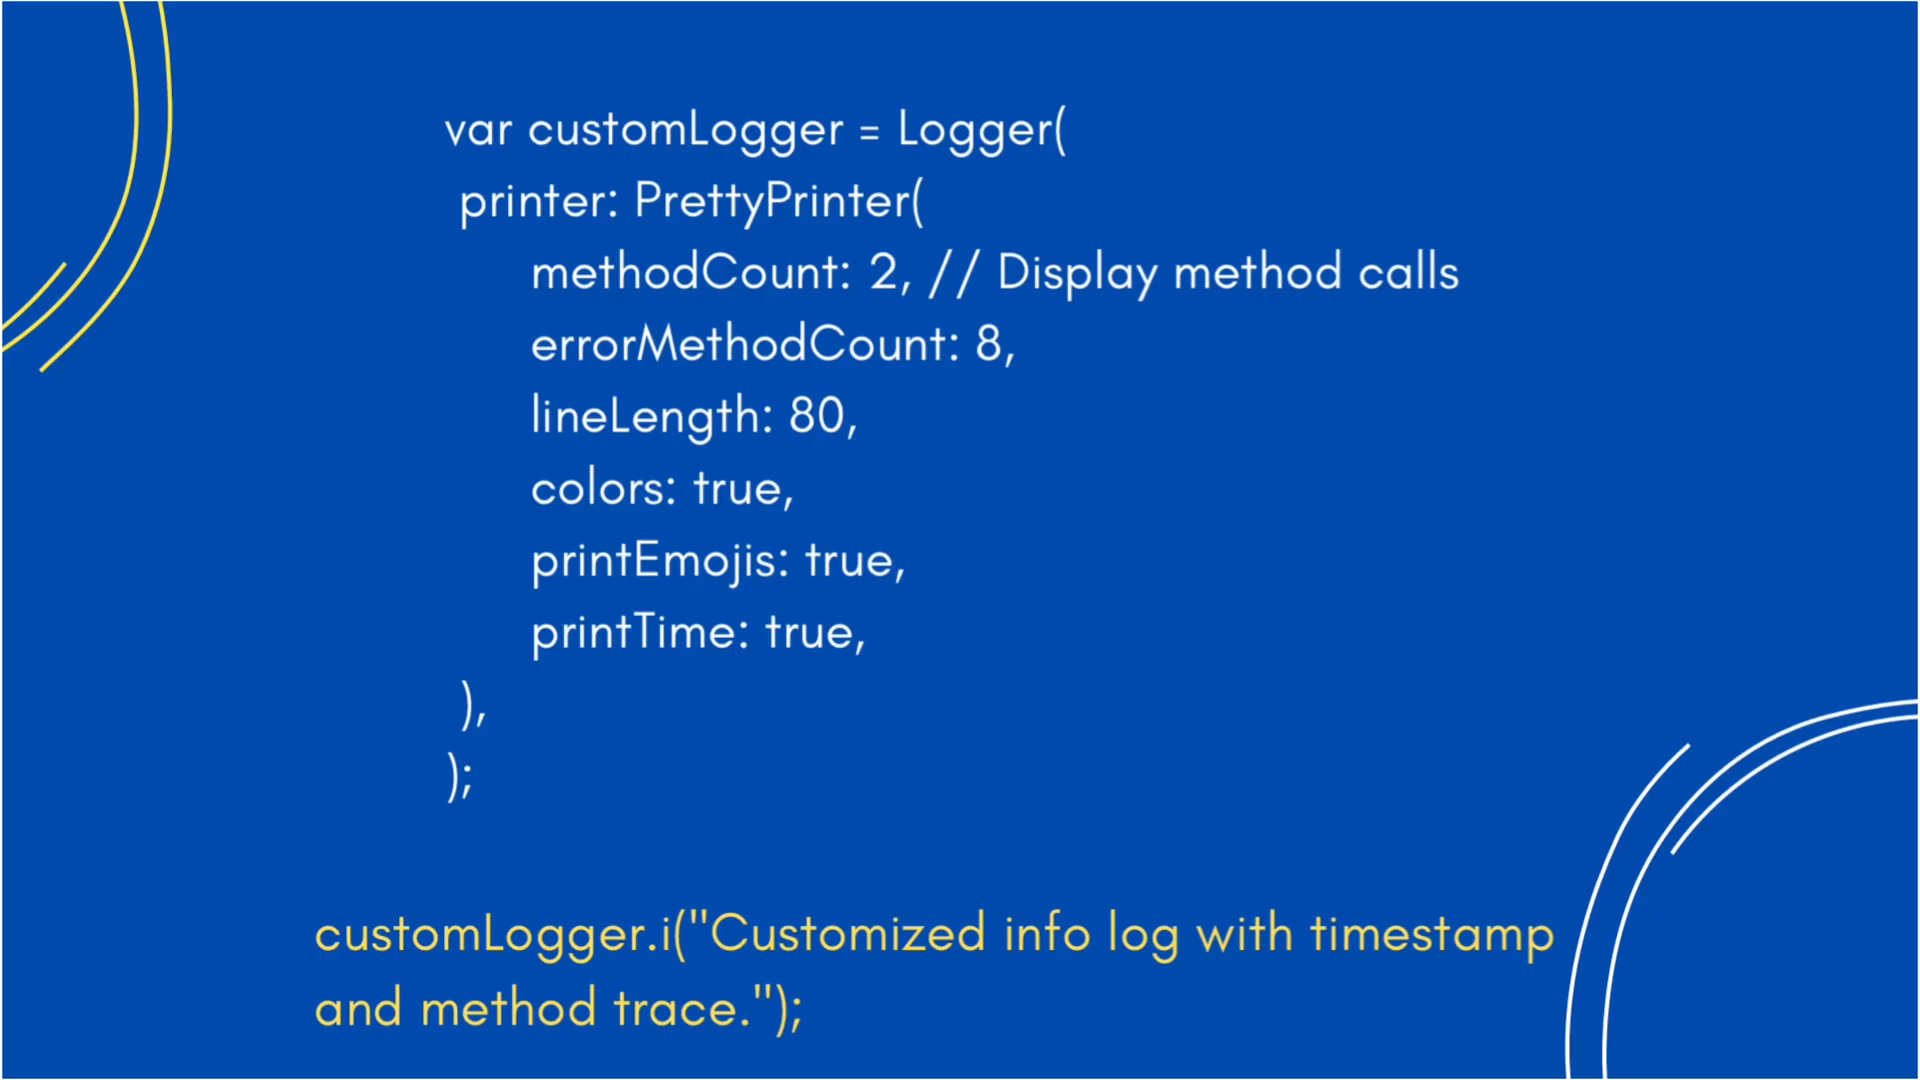 var customLogger = Logger(
printer: PrettyPrinter(
methodCount: 2, // Display method calls
errorMethodCount: 8,
lineLength: 80,
colors: true,
printEmojis: true,
printTime: true,
),
);
customLogger.i("Customized info log with timestamp
and method trace.");